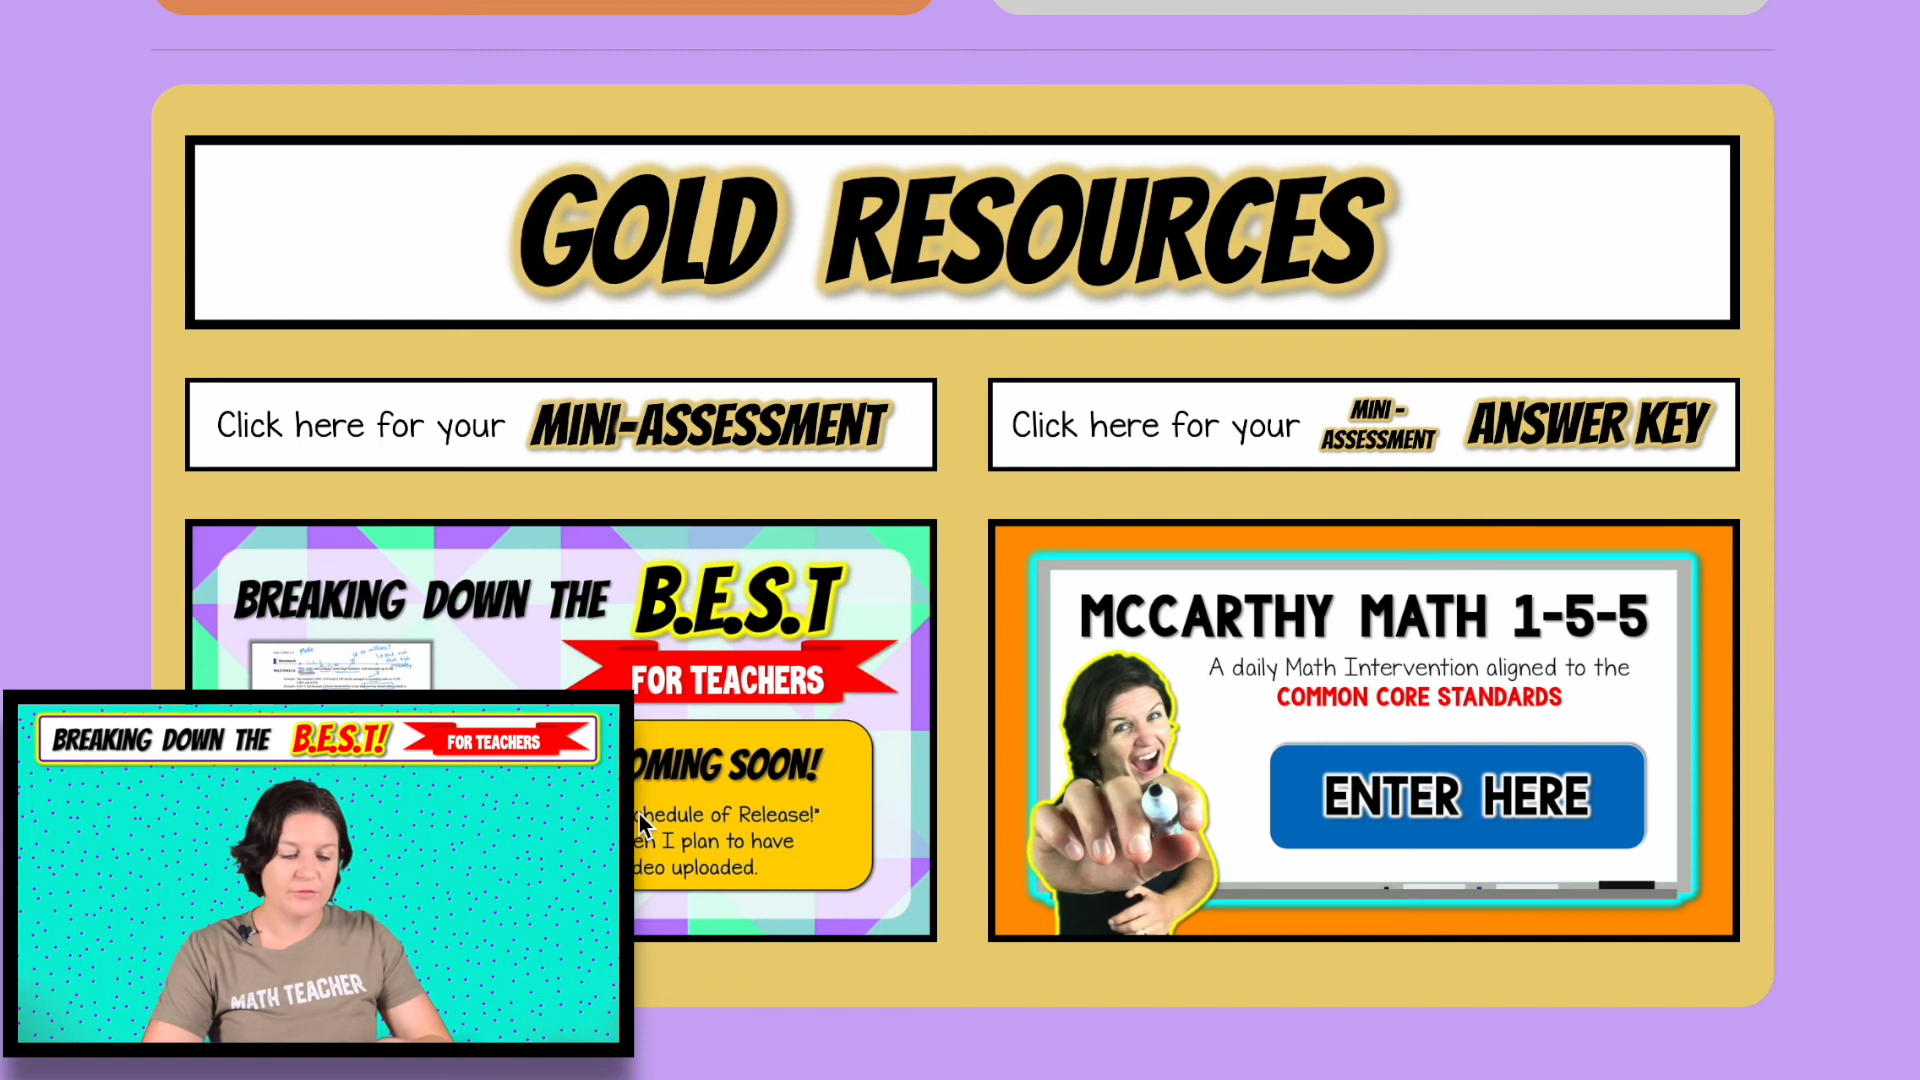 GOLD RESOURCES
Click here for your MINI-ASSESSMENT
Click here for your MINI - ASSESSMENT ANSWER KEY
BREAKING DOWN THE B.E.S.T
FOR TEACHERS
OMING SOON!
chedule of Release!"
en I plan to have
deo uploaded.
MCCARTHY MATH 1-5-5
A daily Math Intervention aligned to the
COMMON CORE STANDARDS
ENTER HERE
BREAKING DOWN THE B.E.S.T! FOR TEACHERS
MATH TEACHER